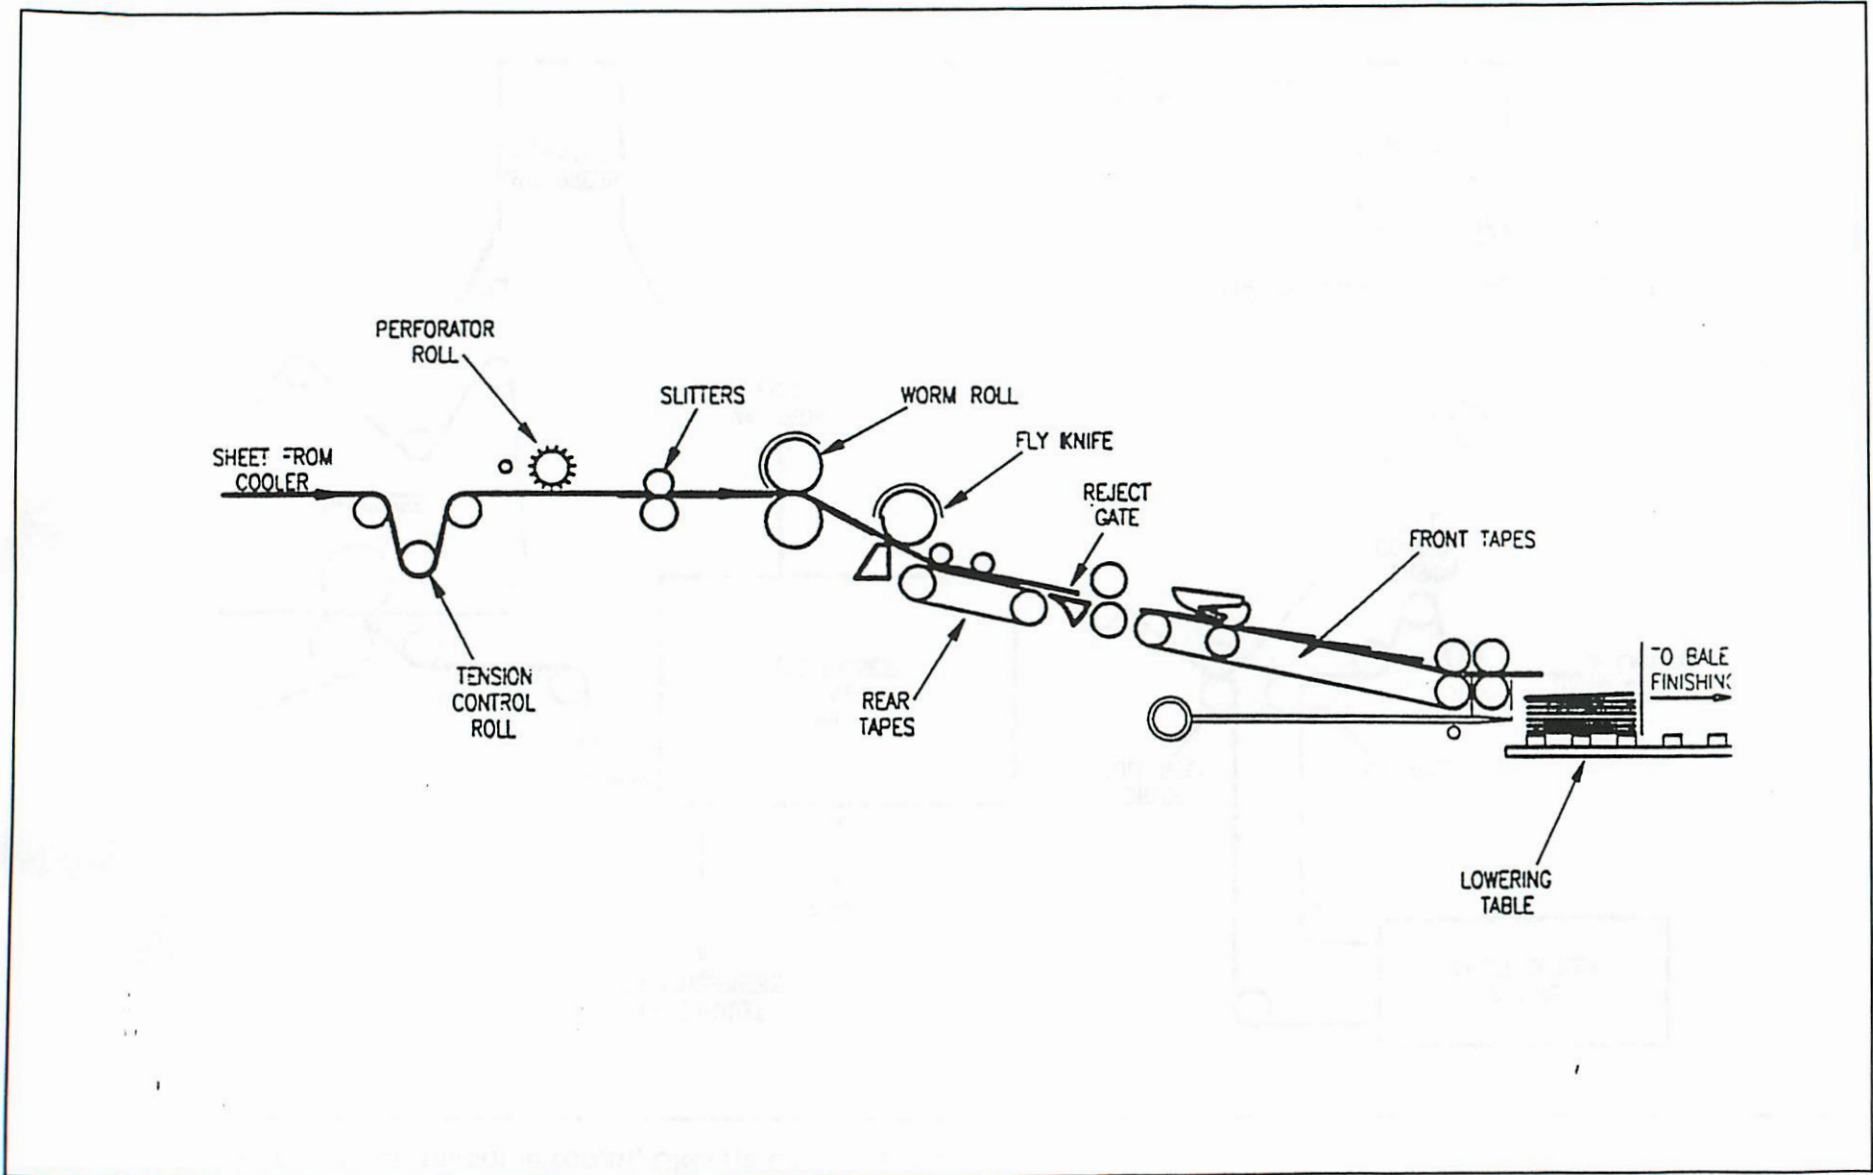 PERFORATOR
ROLL
SLITTERS
WORM ROLL
FLY KNIFE
SHEET FROM
COOLER
REJECT
GATE
FRONT TAPES
TENSION
CONTROL
ROLL
REAR
TAPES
TO BALE
FINISHING
LOWERING
TABLE